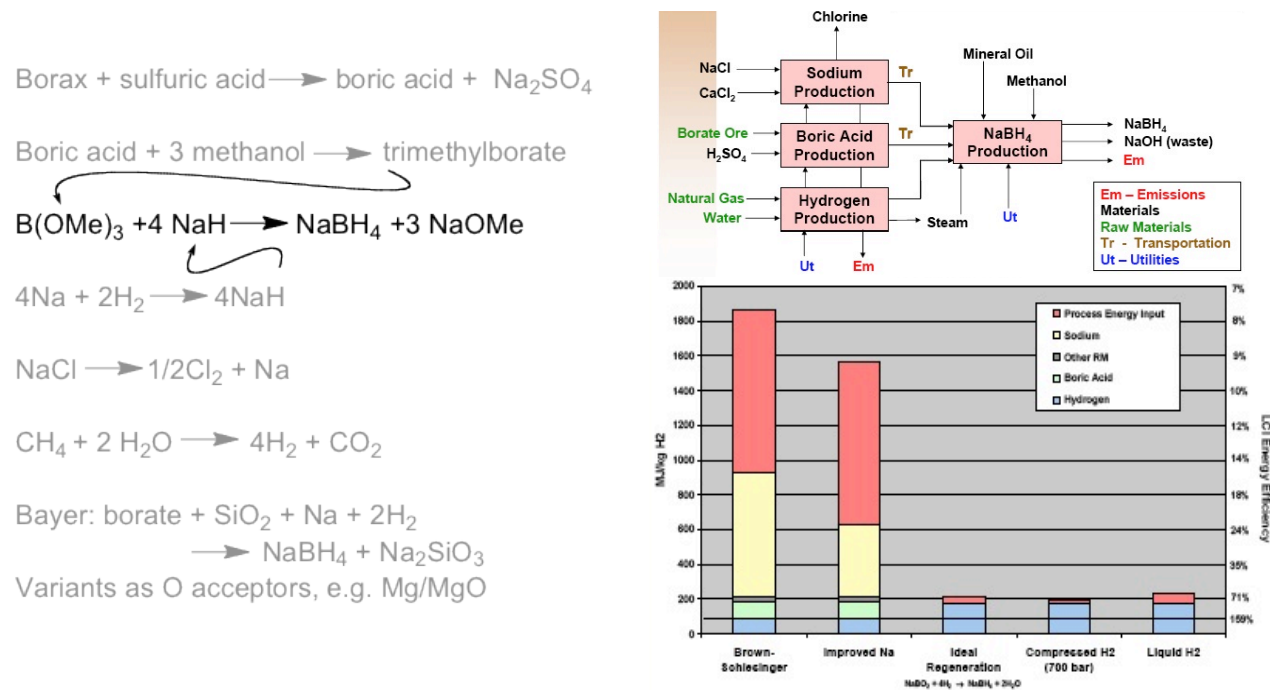 Borax + sulfuric acid ⟶ boric acid + Na₂SO₄
Boric acid + 3 methanol ⟶ trimethylborate
B(OMe)₃ +4 NaH ⟶ NaBH₄ +3 NaOMe
4Na + 2H₂ ⟶ 4NaH
NaCl ⟶ 1/2Cl₂ + Na
CH₄ + 2 H₂O ⟶ 4H₂ + CO₂
Bayer: borate + SiO₂ + Na + 2H₂
⟶ NaBH₄ + Na₂SiO₃
Variants as O acceptors, e.g. Mg/MgO
Chlorine
NaCl
CaCl₂
Sodium
Production
Tr
Mineral Oil
Methanol
Borate Ore
H₂SO₄
Boric Acid
Production
Tr
NaBH₄
Production
NaBH₄
NaOH (waste)
Em
Natural Gas
Water
Hydrogen
Production
Steam
Ut
Ut
Em
Em – Emissions
Materials
Raw Materials
Tr - Transportation
Ut – Utilities
2000
1800
1600
1400
1200
1000
800
600
400
200
0
MJ/kg H2
7%
8%
9%
10%
12%
14%
18%
24%
35%
71%
159%
LCI Energy Efficiency
Process Energy Input
Sodium
Other RM
Boric Acid
Hydrogen
Brown-
Schlesinger
Improved Na
Ideal
Regeneration
NaBO₂ + 4H₂ → NaBH₄ + 2H₂O
Compressed H2
(700 bar)
Liquid H2